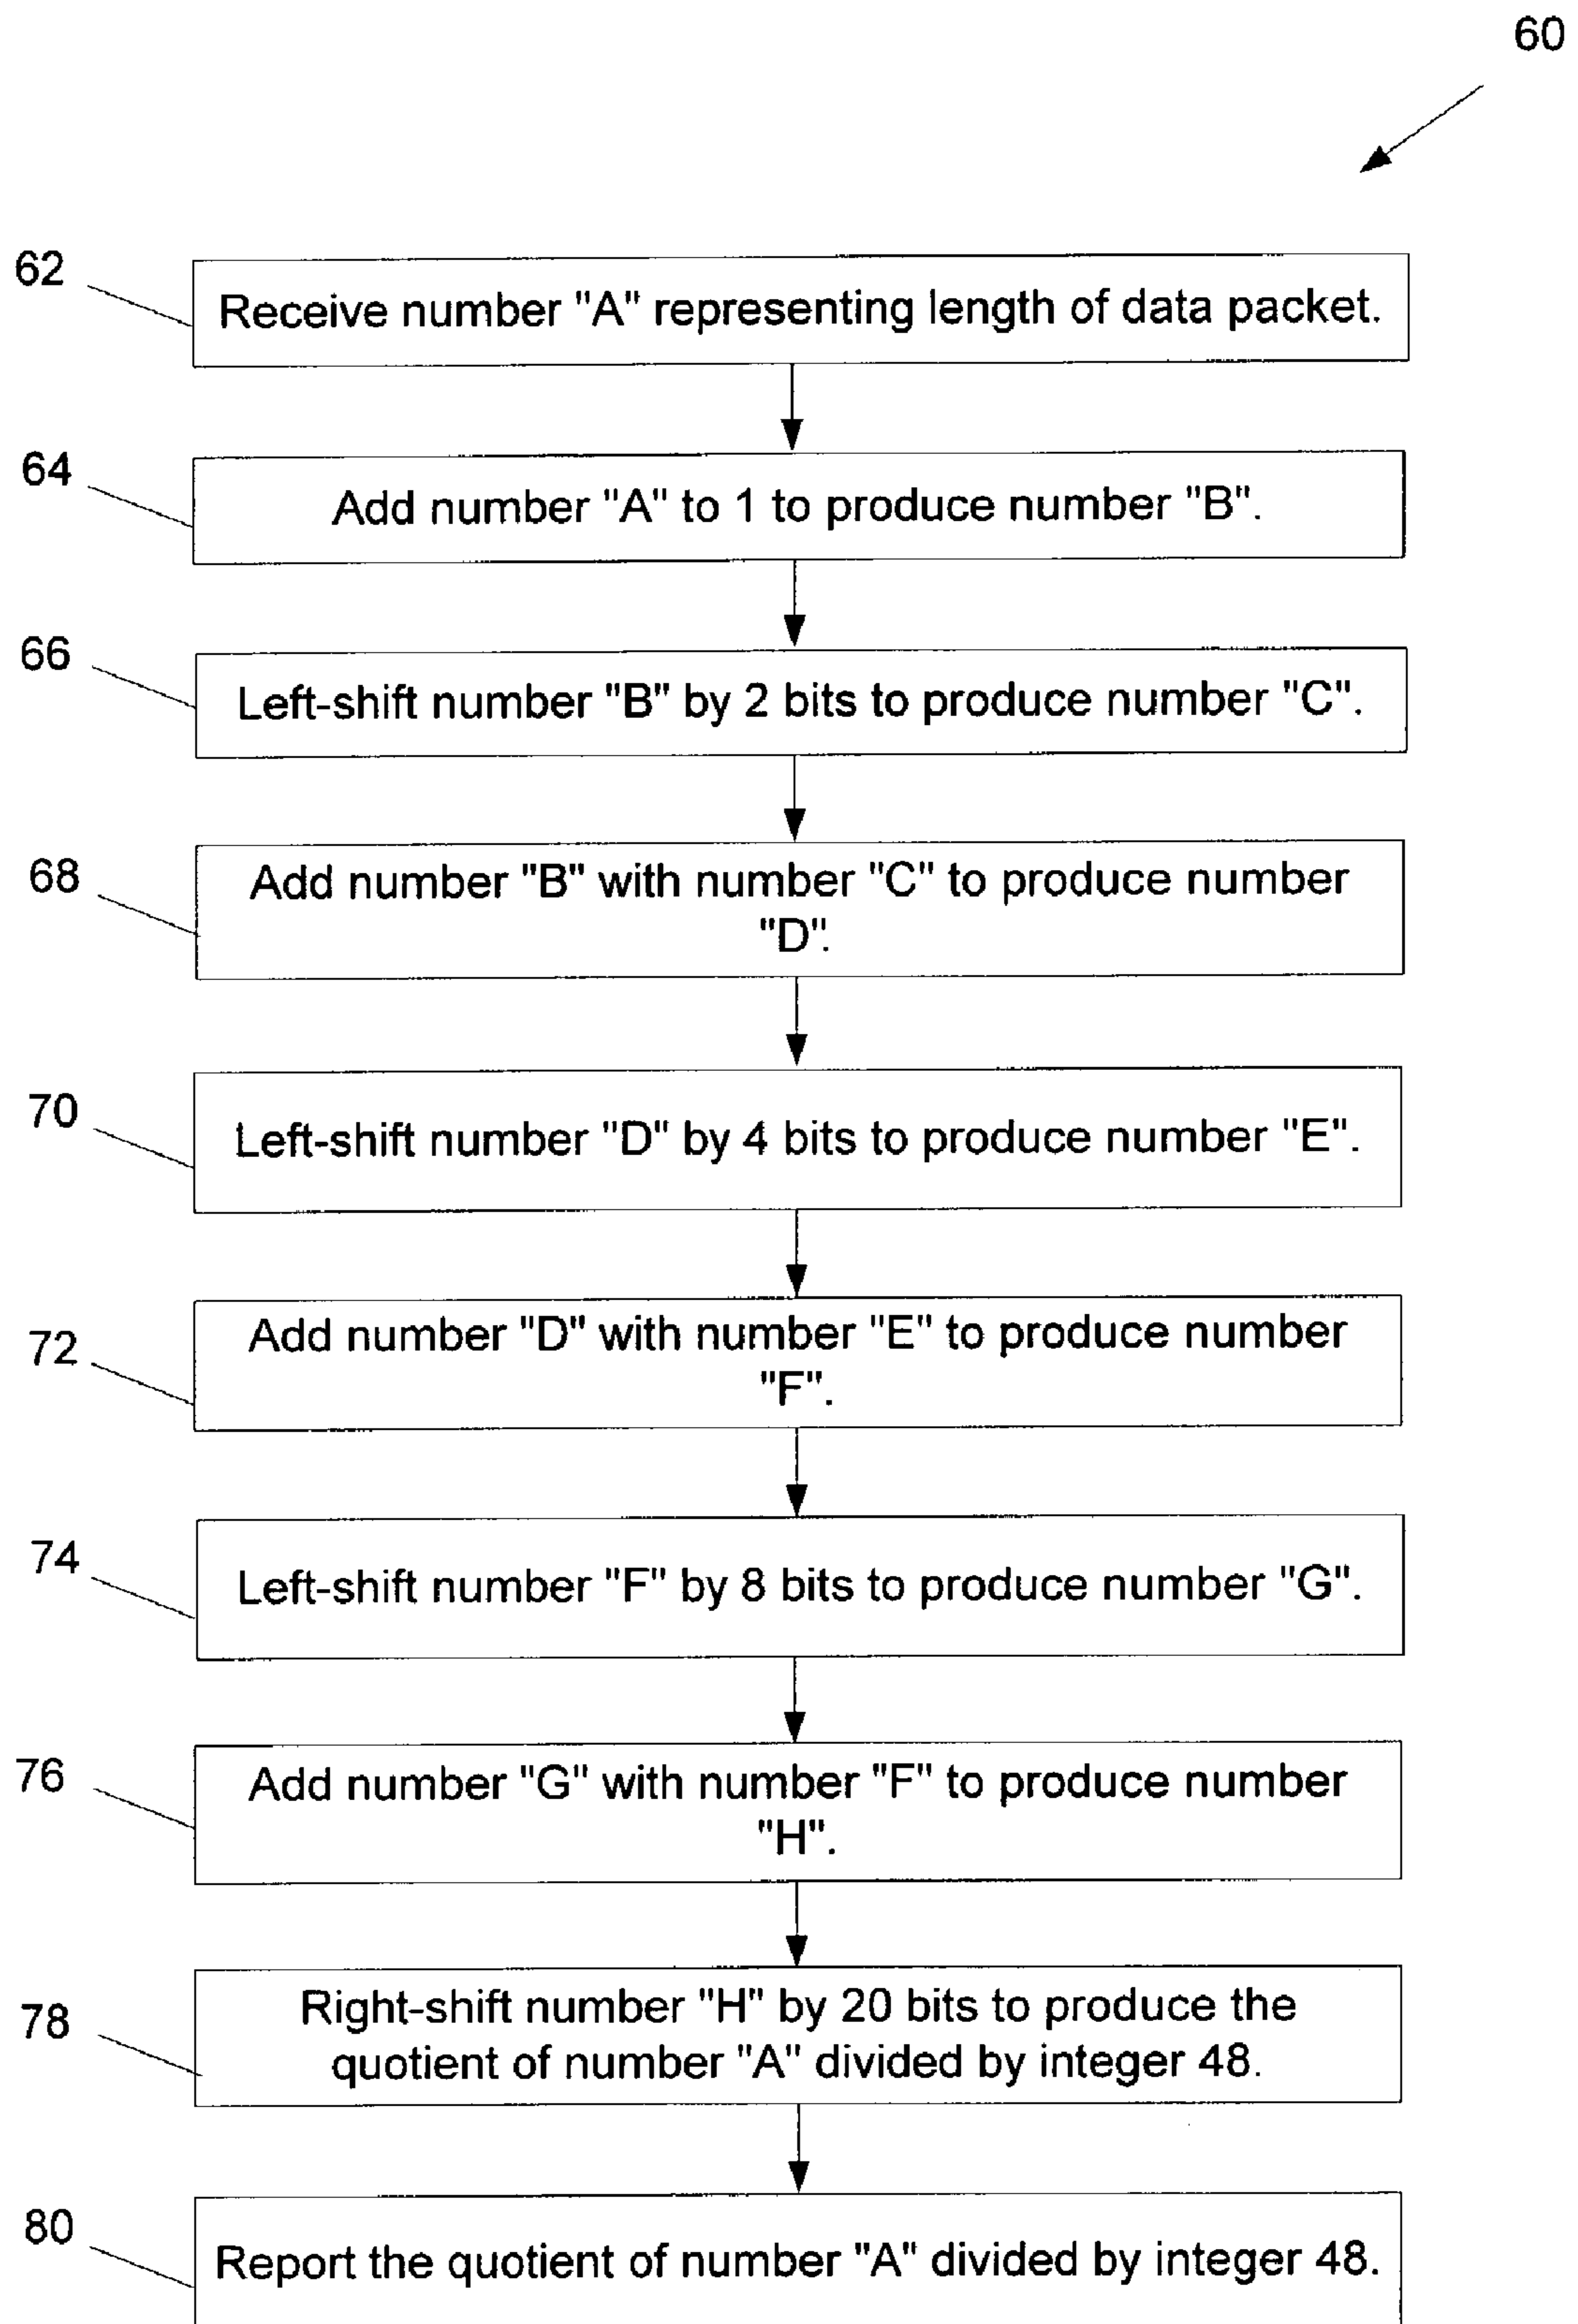 60
62
Receive number "A" representing length of data packet.
64
Add number "A" to 1 to produce number "B".
66
Left-shift number "B" by 2 bits to produce number "C".
68
Add number "B" with number "C" to produce number
"D".
70
Left-shift number "D" by 4 bits to produce number "E".
72
Add number "D" with number "E" to produce number
"F".
74
Left-shift number "F" by 8 bits to produce number "G".
76
Add number "G" with number "F" to produce number
"H".
78
Right-shift number "H" by 20 bits to produce the
quotient of number "A" divided by integer 48.
80
Report the quotient of number "A" divided by integer 48.